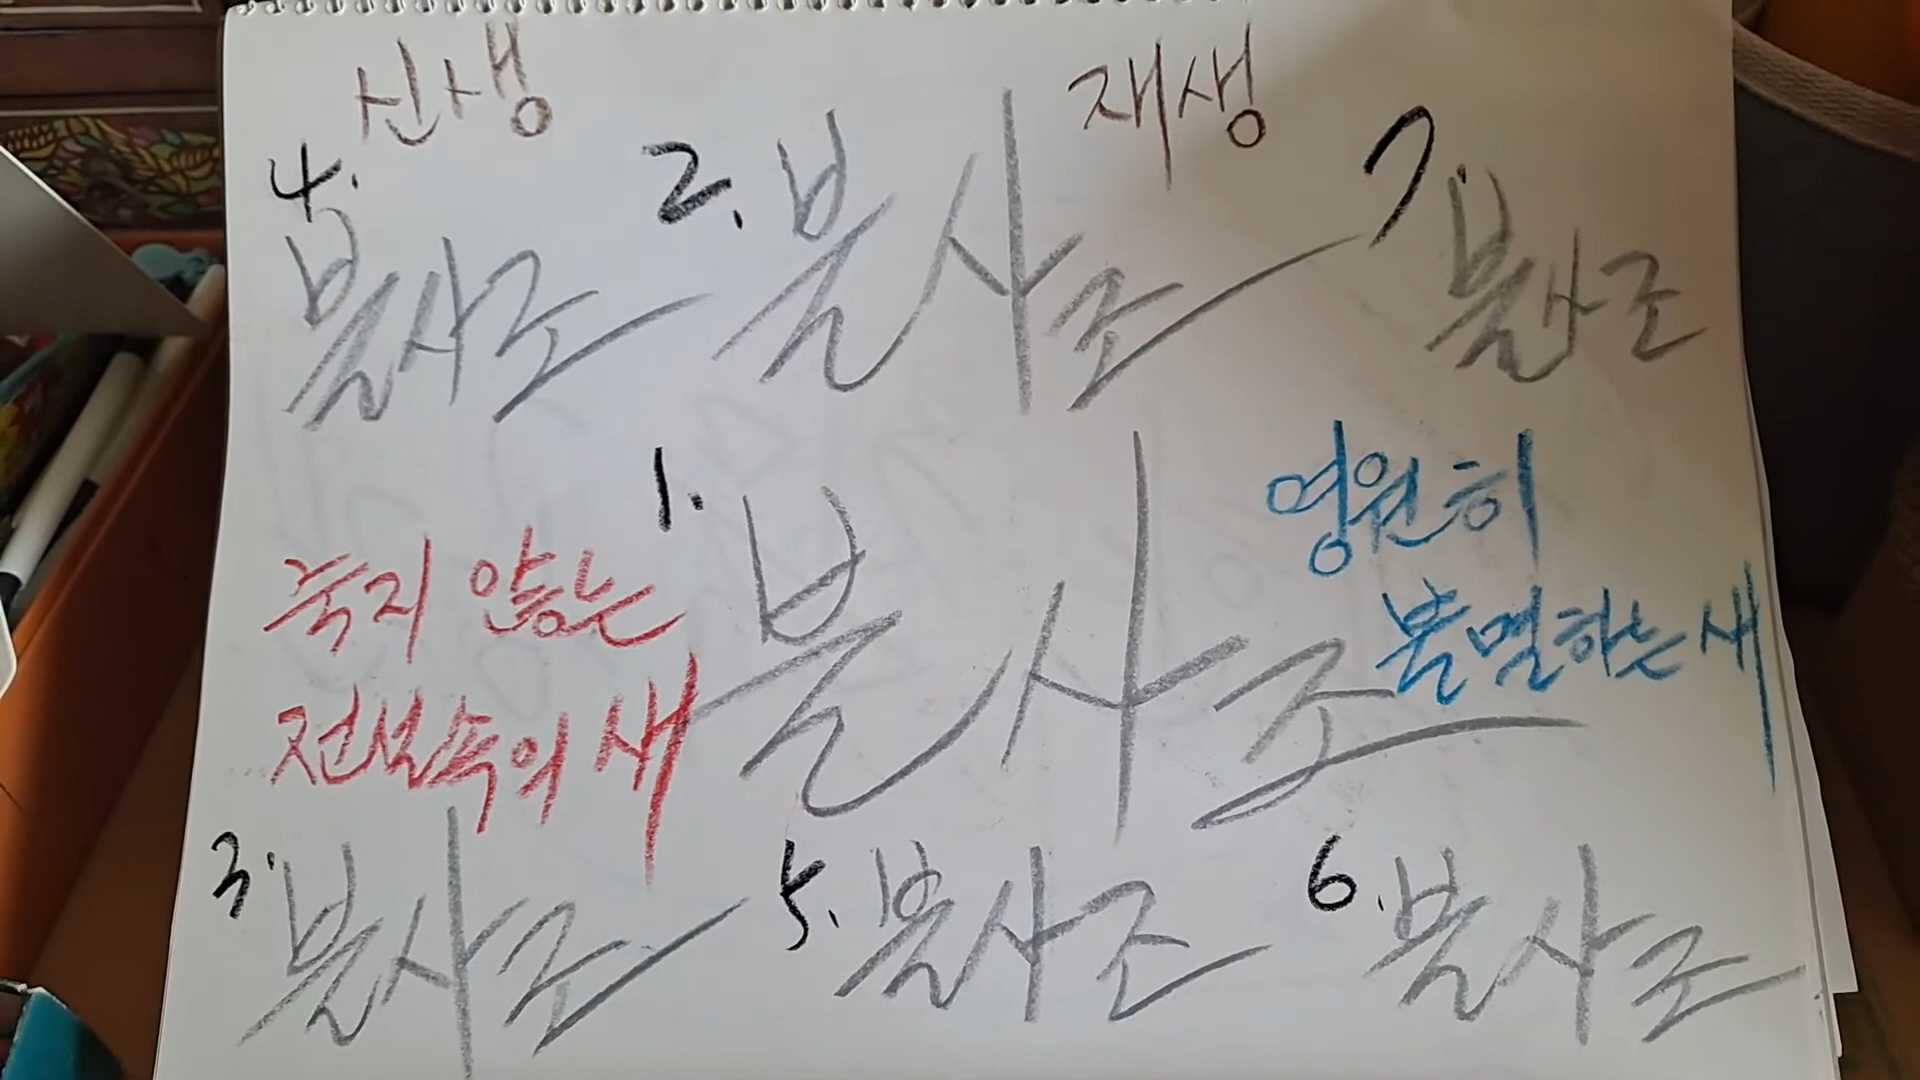 신생
재생
4. 불사조
2. 불사조
7. 불사조
1. 불사조
영원히
불멸하는 새
죽지 않는
전설속의 새
3. 불사조
5. 불사조
6. 불사조